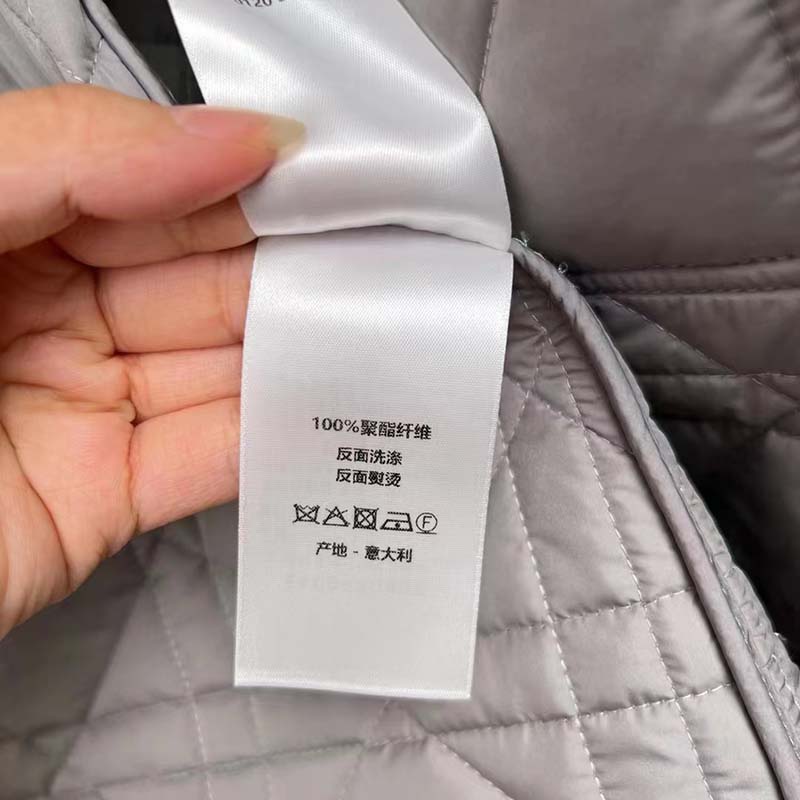 100%聚酯纤维
反面洗涤
反面熨烫
F
产地 - 意大利